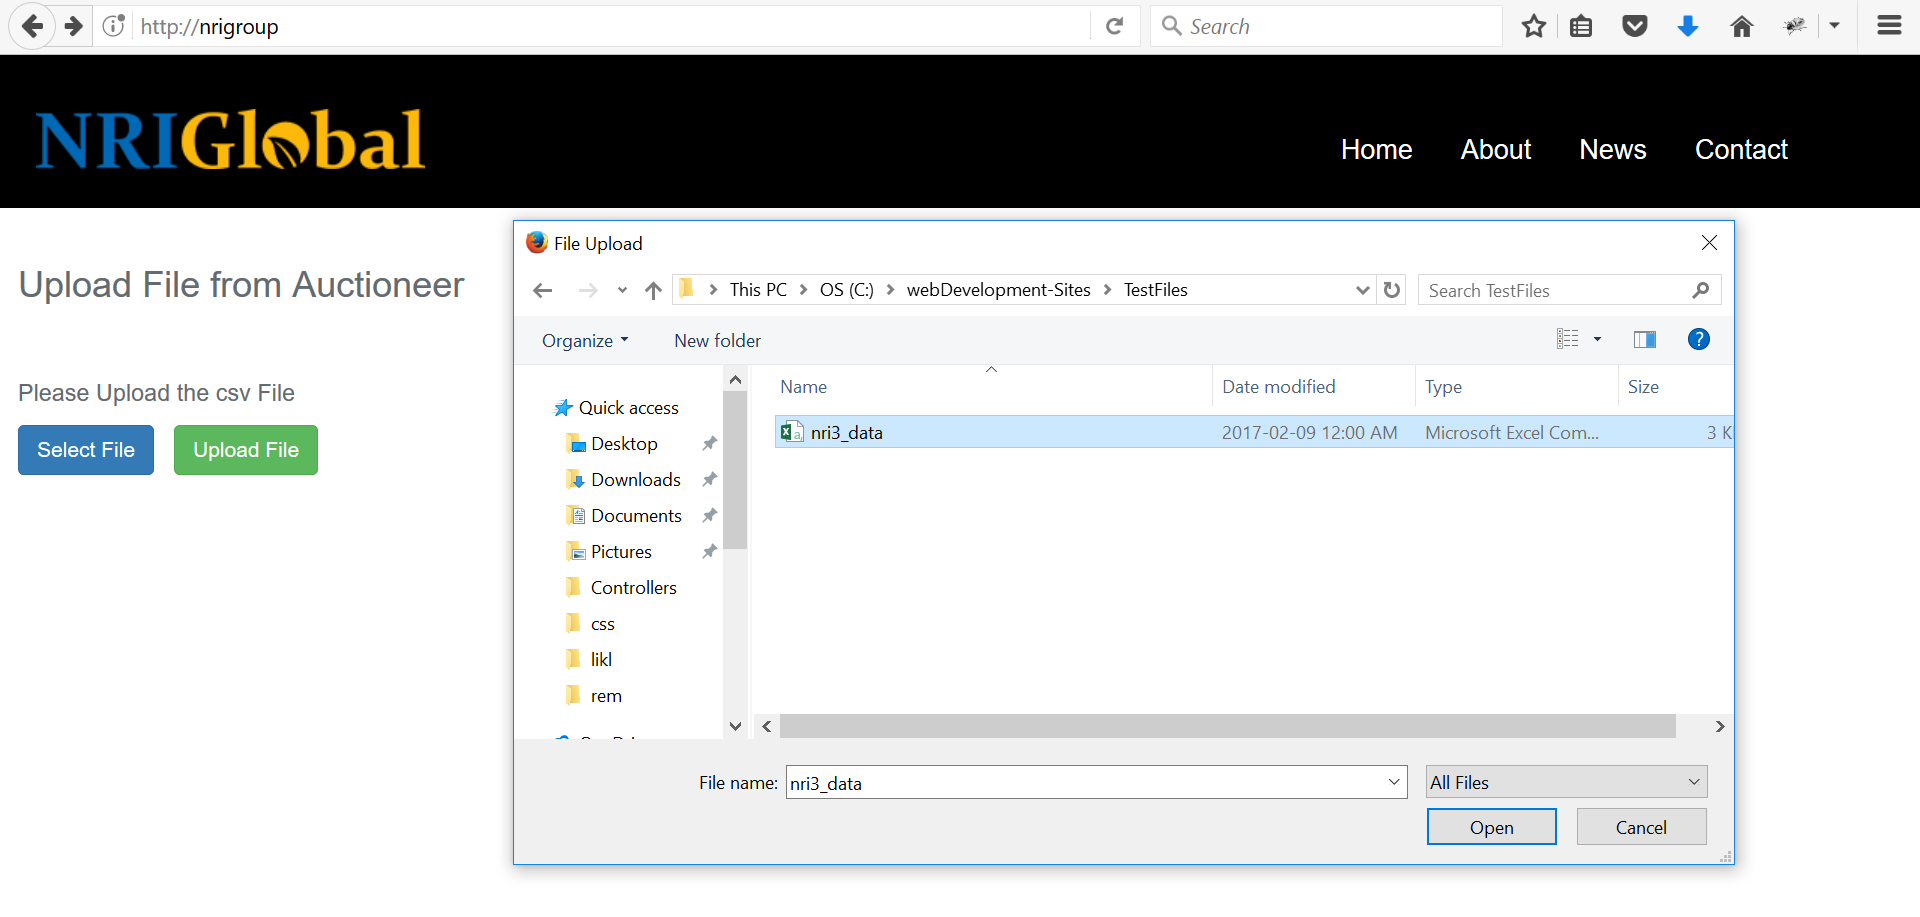 http://nrigroup
Search
NRIGlobal
Home About News Contact
Upload File from Auctioneer
Please Upload the csv File
Select File Upload File
File Upload
This PC > OS (C:) > webDevelopment-Sites > TestFiles
Search TestFiles
Organize New folder
?
Quick access
Desktop
Downloads
Documents
Pictures
Controllers
css
likl
rem
Name Date modified Type Size
nri3_data 2017-02-09 12:00 AM Microsoft Excel Com... 3 K
File name: nri3_data All Files
Open Cancel